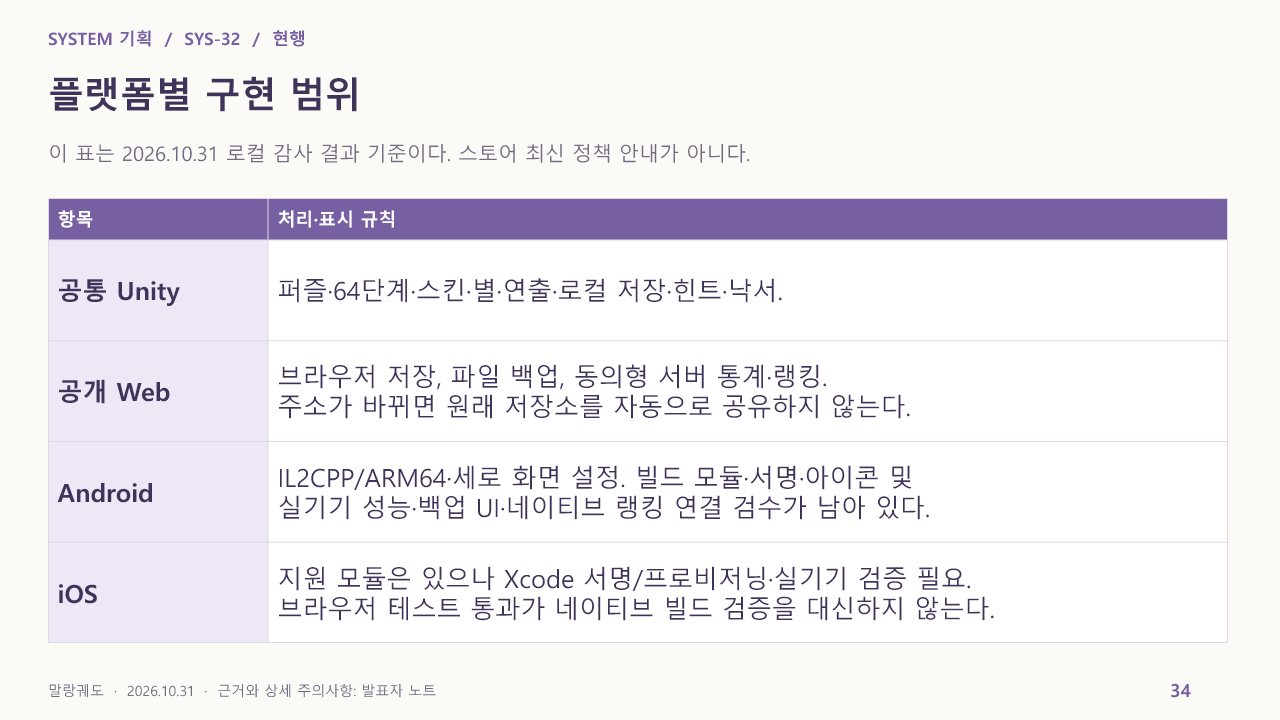 SYSTEM 기획 / SYS-32 / 현행
플랫폼별 구현 범위
이 표는 2026.10.31 로컬 감사 결과 기준이다. 스토어 최신 정책 안내가 아니다.
항목
처리·표시 규칙
공통 Unity
퍼즐·64단계·스킨·별·연출·로컬 저장·힌트·낙서.
공개 Web
브라우저 저장, 파일 백업, 동의형 서버 통계·랭킹.
주소가 바뀌면 원래 저장소를 자동으로 공유하지 않는다.
Android
IL2CPP/ARM64·세로 화면 설정. 빌드 모듈·서명·아이콘 및
실기기 성능·백업 UI·네이티브 랭킹 연결 검수가 남아 있다.
iOS
지원 모듈은 있으나 Xcode 서명/프로비저닝·실기기 검증 필요.
브라우저 테스트 통과가 네이티브 빌드 검증을 대신하지 않는다.
말랑궤도 · 2026.10.31 · 근거와 상세 주의사항: 발표자 노트
34